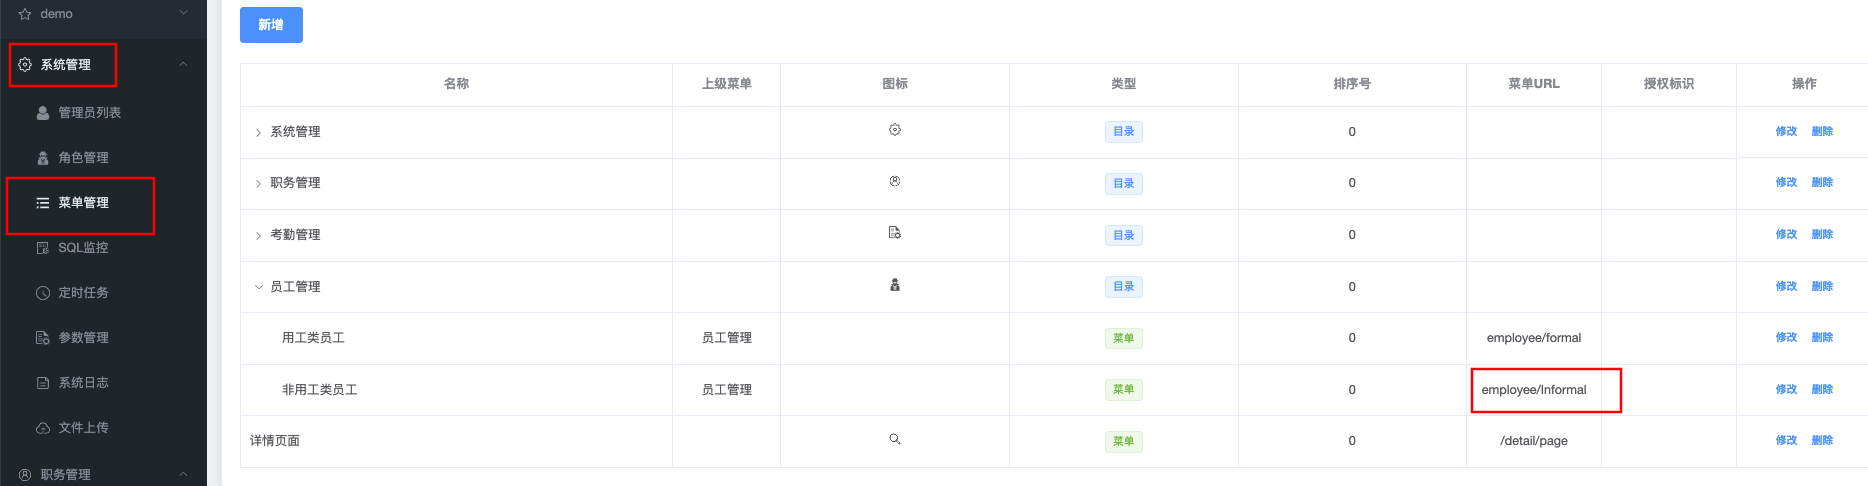 demo
系统管理
管理员列表
角色管理
菜单管理
SQL监控
定时任务
参数管理
系统日志
文件上传
职务管理
新增
名称 上级菜单 图标 类型 排序号 菜单URL 授权标识 操作
系统管理 目录 0 修改 删除
职务管理 目录 0 修改 删除
考勤管理 目录 0 修改 删除
员工管理 目录 0 修改 删除
用工类员工 员工管理 菜单 0 employee/formal 修改 删除
非用工类员工 员工管理 菜单 0 employee/Informal 修改 删除
详情页面 菜单 0 /detail/page 修改 删除